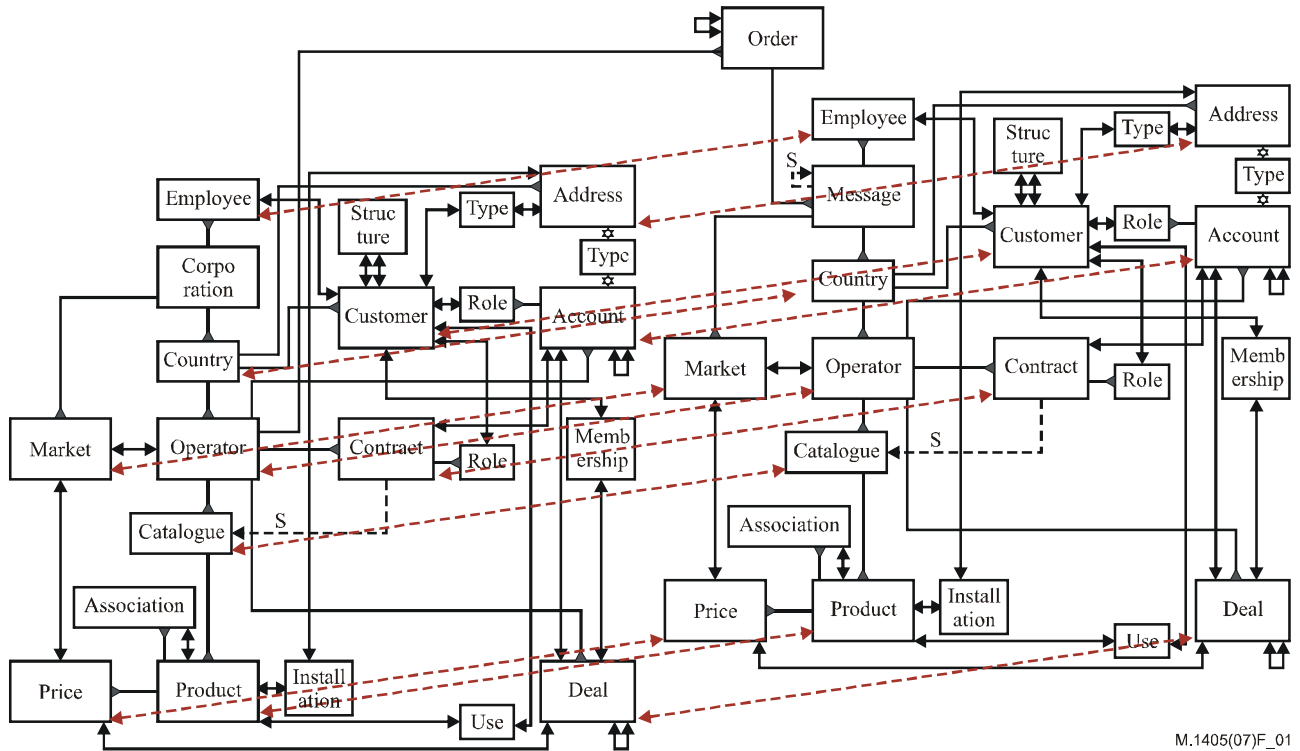 Order
Employee
S
Message
Country
Market
Operator
Catalogue
S
Association
Price
Product
Install
ation
Use
Deal
Struc
ture
Type
Address
Type
Customer
Role
Account
Contract
Role
Memb
ership
Employee
Corpo
ration
Country
Market
Operator
Catalogue
S
Association
Price
Product
Install
ation
Use
Deal
Struc
ture
Type
Address
Typc
Customer
Role
Account
Contract
Role
Memb
ership
M.1405(07)F_01